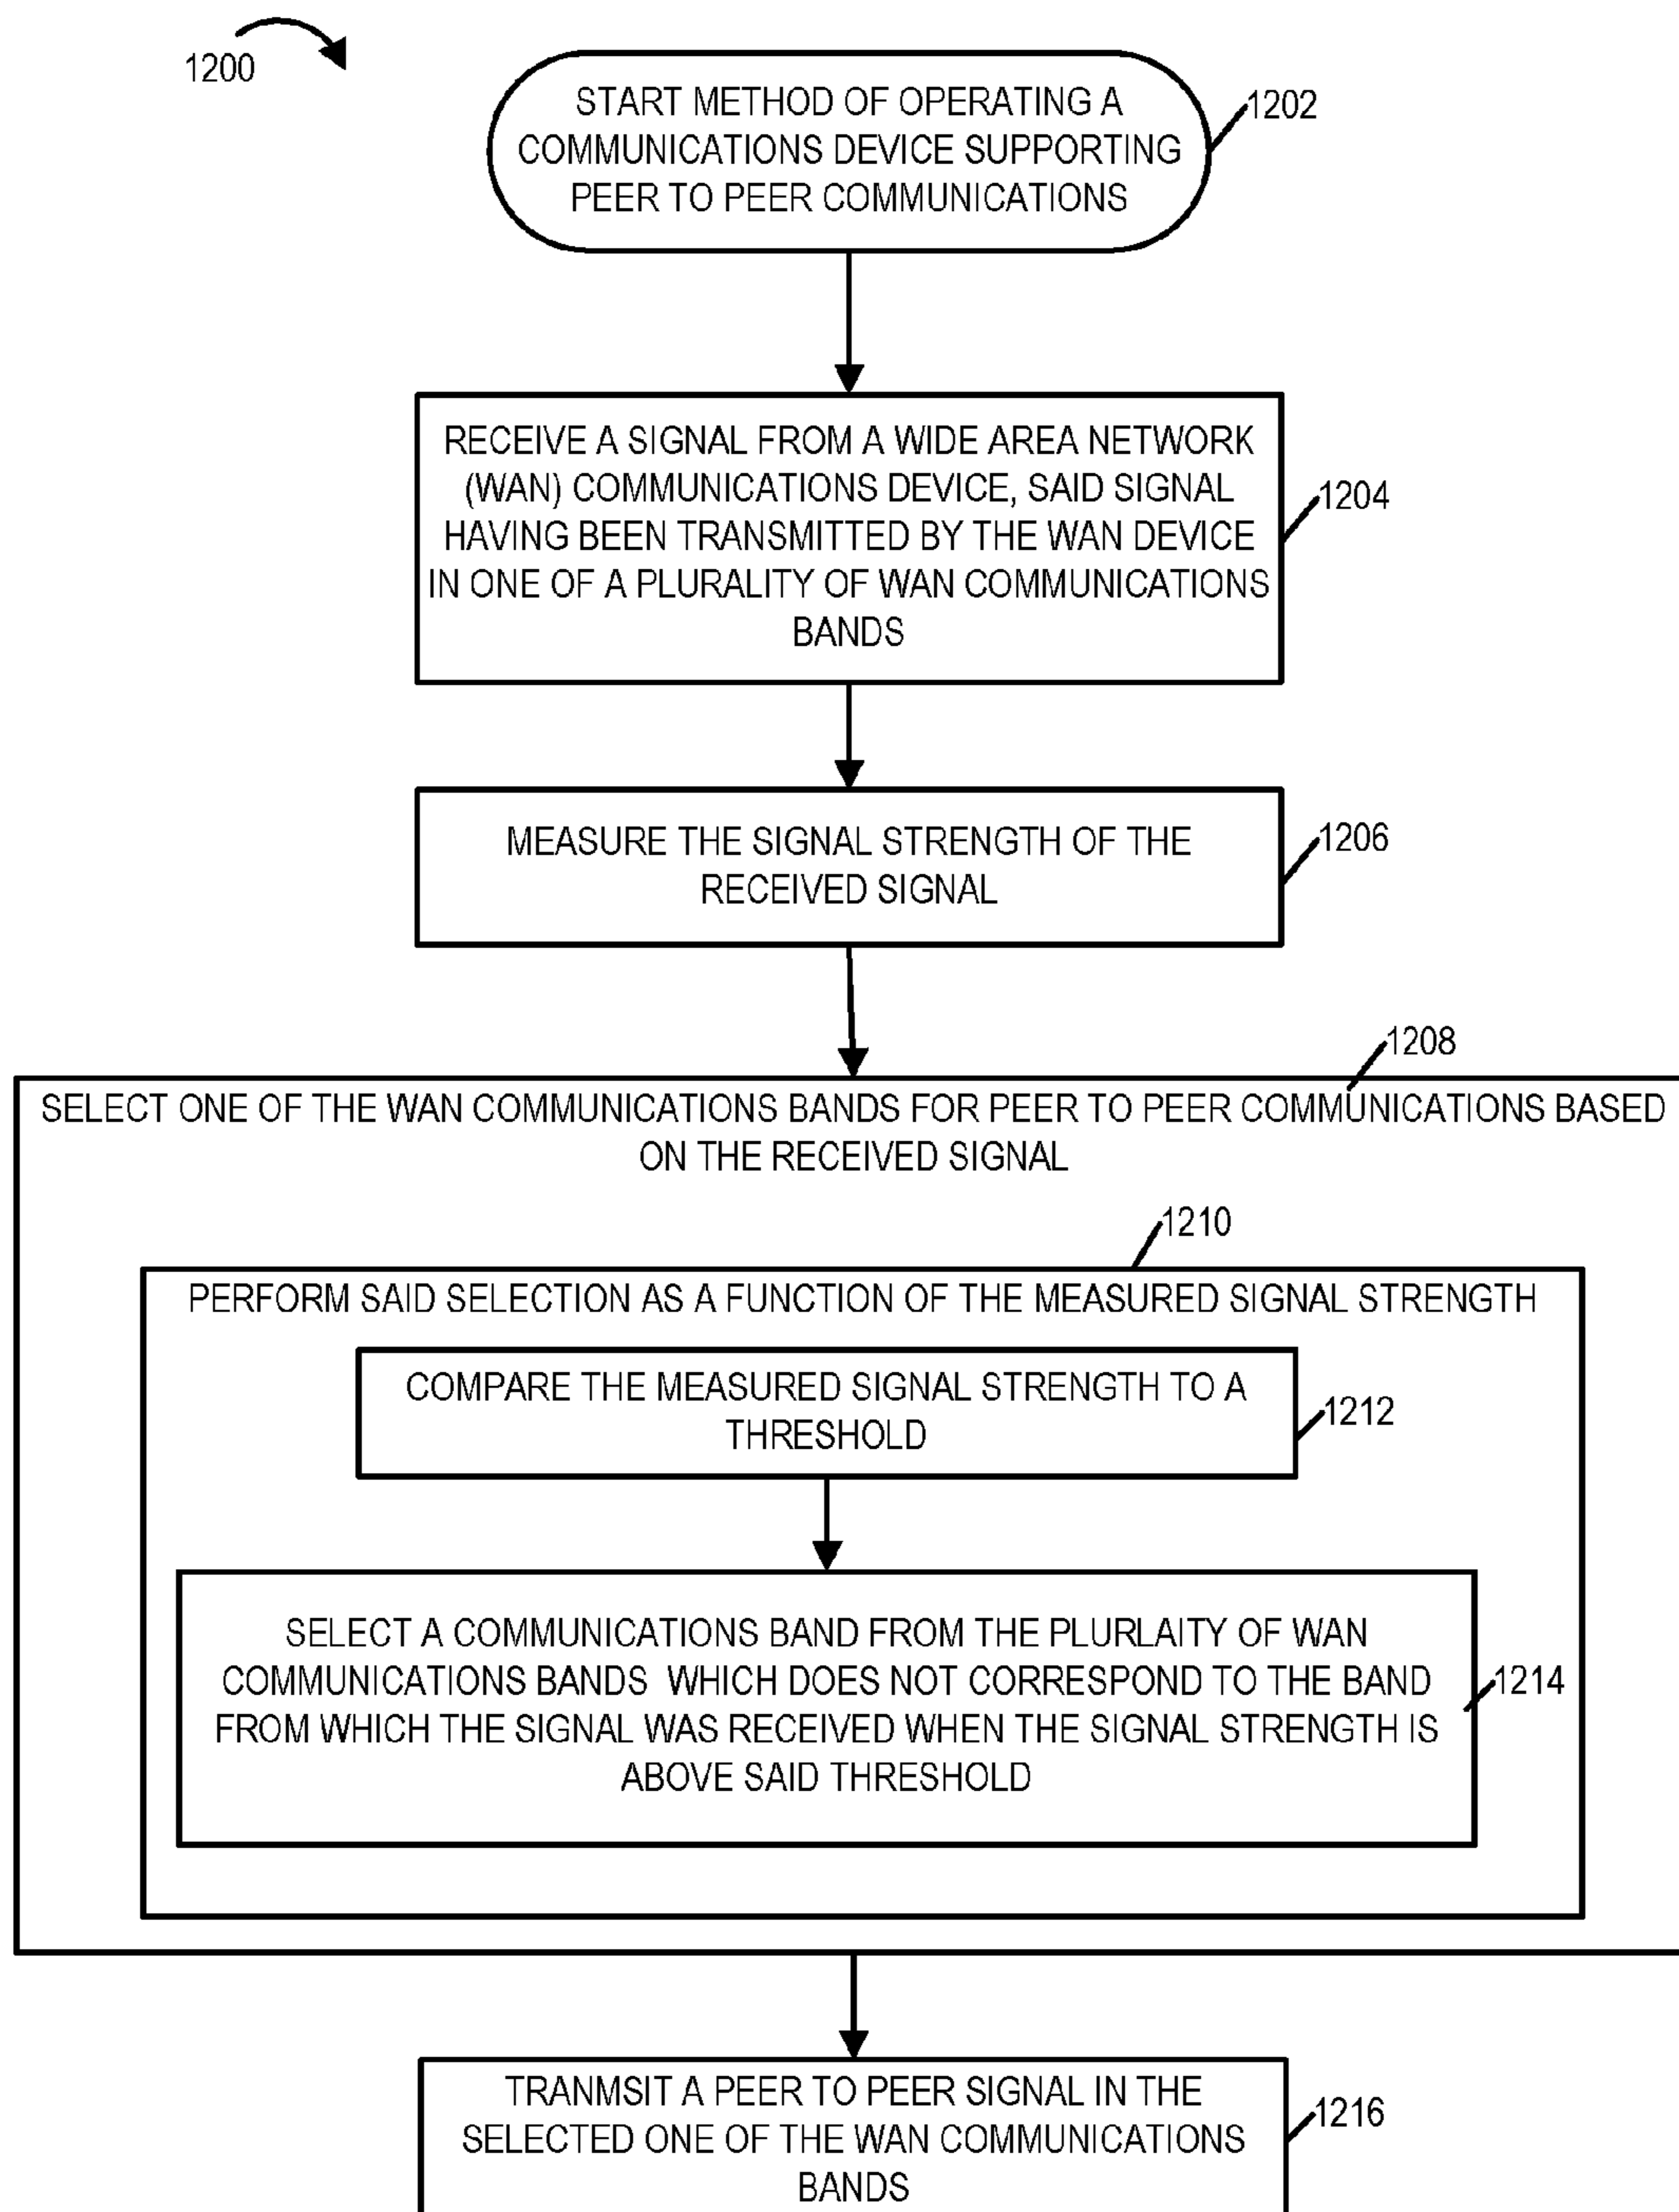 1200
START METHOD OF OPERATING A
COMMUNICATIONS DEVICE SUPPORTING
PEER TO PEER COMMUNICATIONS
1202
RECEIVE A SIGNAL FROM A WIDE AREA NETWORK
(WAN) COMMUNICATIONS DEVICE, SAID SIGNAL
HAVING BEEN TRANSMITTED BY THE WAN DEVICE
IN ONE OF A PLURALITY OF WAN COMMUNICATIONS
BANDS
1204
MEASURE THE SIGNAL STRENGTH OF THE
RECEIVED SIGNAL
1206
1208
SELECT ONE OF THE WAN COMMUNICATIONS BANDS FOR PEER TO PEER COMMUNICATIONS BASED
ON THE RECEIVED SIGNAL
1210
PERFORM SAID SELECTION AS A FUNCTION OF THE MEASURED SIGNAL STRENGTH
COMPARE THE MEASURED SIGNAL STRENGTH TO A
THRESHOLD
1212
SELECT A COMMUNICATIONS BAND FROM THE PLURLAITY OF WAN
COMMUNICATIONS BANDS WHICH DOES NOT CORRESPOND TO THE BAND
FROM WHICH THE SIGNAL WAS RECEIVED WHEN THE SIGNAL STRENGTH IS
ABOVE SAID THRESHOLD
1214
TRANMSIT A PEER TO PEER SIGNAL IN THE
SELECTED ONE OF THE WAN COMMUNICATIONS
BANDS
1216